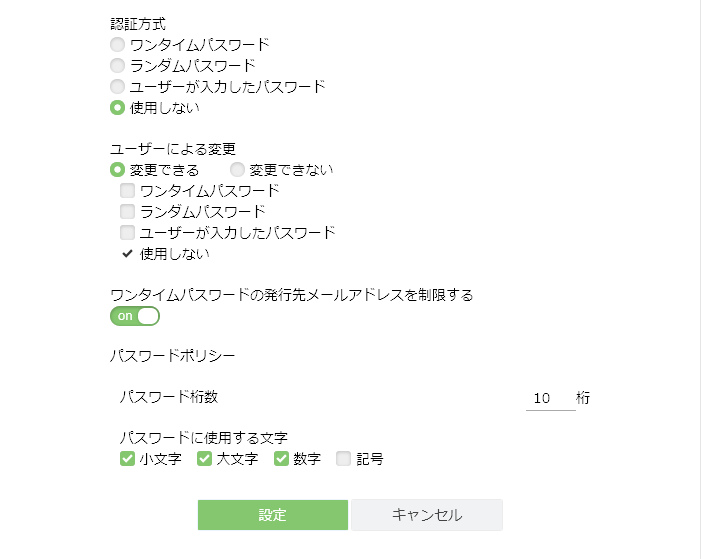 認証方式
ワンタイムパスワード
ランダムパスワード
ユーザーが入力したパスワード
使用しない
ユーザーによる変更
変更できる 変更できない
ワンタイムパスワード
ランダムパスワード
ユーザーが入力したパスワード
使用しない
ワンタイムパスワードの発行先メールアドレスを制限する
on
パスワードポリシー
パスワード桁数 10 桁
パスワードに使用する文字
小文字 大文字 数字 記号
設定 キャンセル